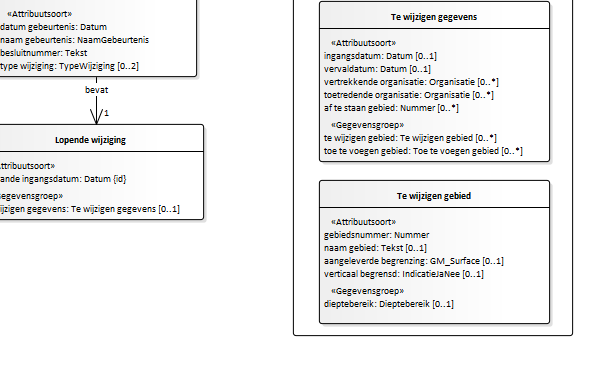 «Attribuutsoort»
datum gebeurtenis: Datum
naam gebeurtenis: NaamGebeurtenis
besluitnummer: Tekst
type wijziging: TypeWijziging [0..2]
bevat
1
Lopende wijziging
ttribuutsoort»
ande ingangsdatum: Datum {id}
egevensgroep»
ijzigen gegevens: Te wijzigen gegevens [0..1]
Te wijzigen gegevens
«Attribuutsoort»
ingangsdatum: Datum [0..1]
vervaldatum: Datum [0..1]
vertrekkende organisatie: Organisatie [0..*]
toetredende organisatie: Organisatie [0..*]
af te staan gebied: Nummer [0..*]
«Gegevensgroep»
te wijzigen gebied: Te wijzigen gebied [0..*]
toe te voegen gebied: Toe te voegen gebied [0..*]
Te wijzigen gebied
«Attribuutsoort»
gebiedsnummer: Nummer
naam gebied: Tekst [0..1]
aangeleverde begrenzing: GM_Surface [0..1]
verticaal begrensd: IndicatieJaNee [0..1]
«Gegevensgroep»
dieptebereik: Dieptebereik [0..1]